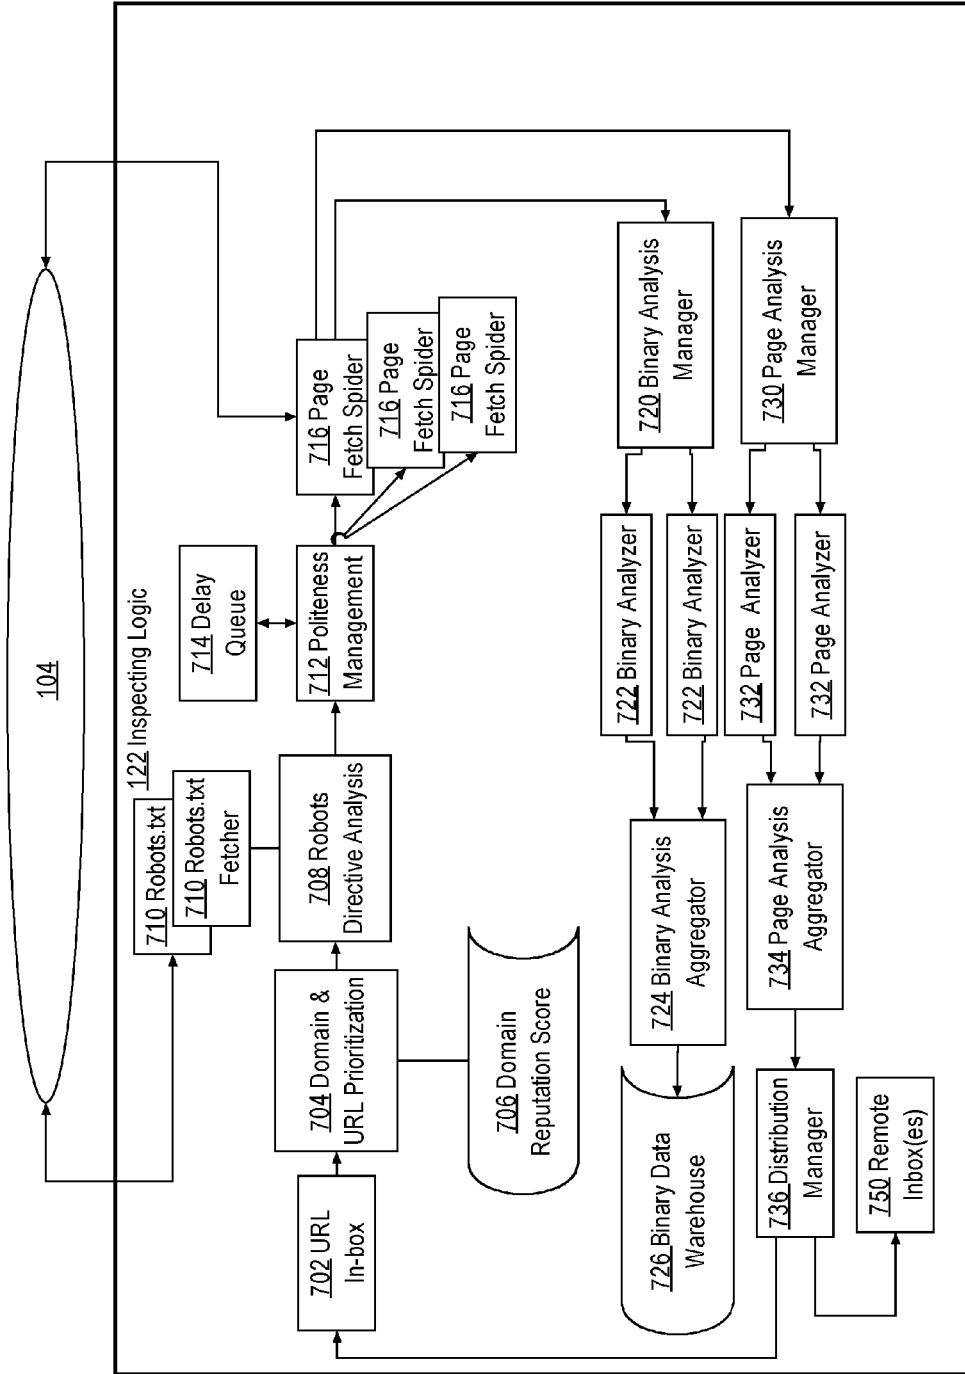 104
122 Inspecting Logic
710 Robots.txt
710 Robots.txt
Fetcher
714 Delay
Queue
702 URL
In-box
704 Domain &
URL Prioritization
708 Robots
Directive Analysis
712 Politeness
Management
716 Page
Fetch Spider
716 Page
Fetch Spider
716 Page
Fetch Spider
706 Domain
Reputation Score
726 Binary Data
Warehouse
724 Binary Analysis
Aggregator
722 Binary Analyzer
722 Binary Analyzer
720 Binary Analysis
Manager
736 Distribution
Manager
734 Page Analysis
Aggregator
732 Page Analyzer
732 Page Analyzer
730 Page Analysis
Manager
750 Remote
Inbox(es)